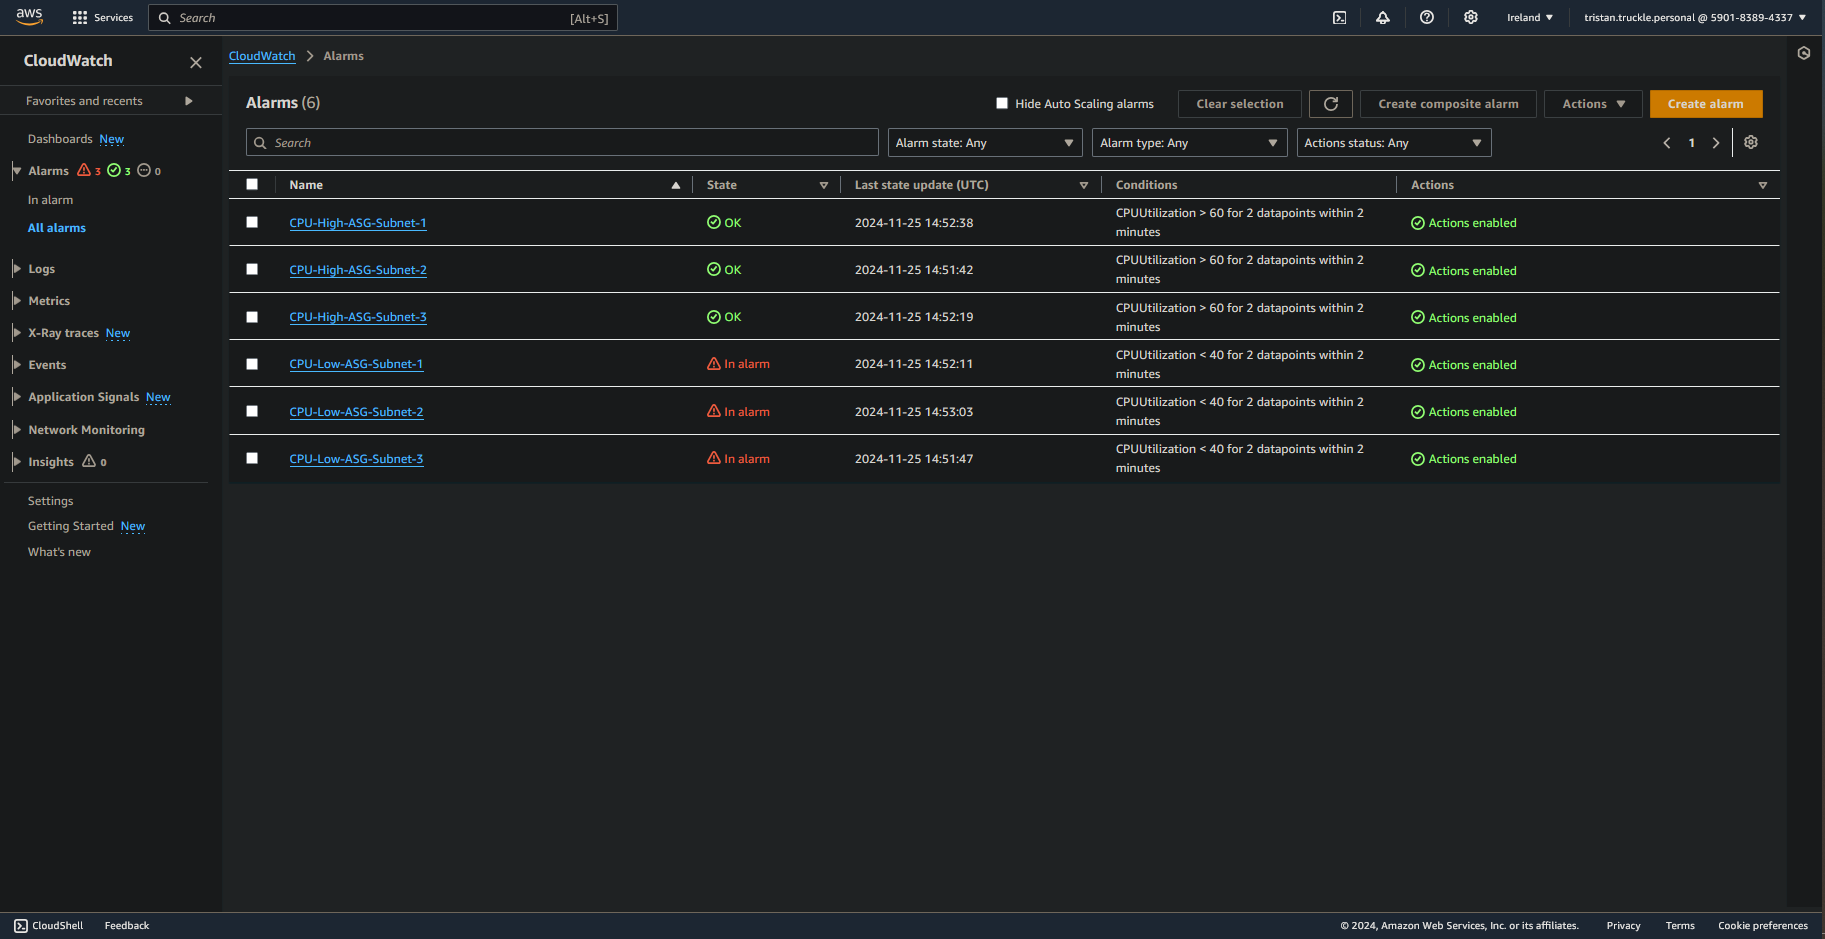 aws Services Search [Alt+S] Ireland tristan.truckle.personal @ 5901-8389-4337
CloudWatch
Favorites and recents
Dashboards New
Alarms 3 3 0
In alarm
All alarms
Logs
Metrics
X-Ray traces New
Events
Application Signals New
Network Monitoring
Insights 0
Settings
Getting Started New
What's new
CloudWatch Alarms
Alarms (6) Hide Auto Scaling alarms Clear selection Create composite alarm Actions Create alarm
Search Alarm state: Any Alarm type: Any Actions status: Any 1
Name State Last state update (UTC) Conditions Actions
CPU-High-ASG-Subnet-1 OK 2024-11-25 14:52:38 CPUUtilization > 60 for 2 datapoints within 2
minutes Actions enabled
CPU-High-ASG-Subnet-2 OK 2024-11-25 14:51:42 CPUUtilization > 60 for 2 datapoints within 2
minutes Actions enabled
CPU-High-ASG-Subnet-3 OK 2024-11-25 14:52:19 CPUUtilization > 60 for 2 datapoints within 2
minutes Actions enabled
CPU-Low-ASG-Subnet-1 In alarm 2024-11-25 14:52:11 CPUUtilization < 40 for 2 datapoints within 2
minutes Actions enabled
CPU-Low-ASG-Subnet-2 In alarm 2024-11-25 14:53:03 CPUUtilization < 40 for 2 datapoints within 2
minutes Actions enabled
CPU-Low-ASG-Subnet-3 In alarm 2024-11-25 14:51:47 CPUUtilization < 40 for 2 datapoints within 2
minutes Actions enabled
CloudShell Feedback © 2024, Amazon Web Services, Inc. or its affiliates. Privacy Terms Cookie preferences